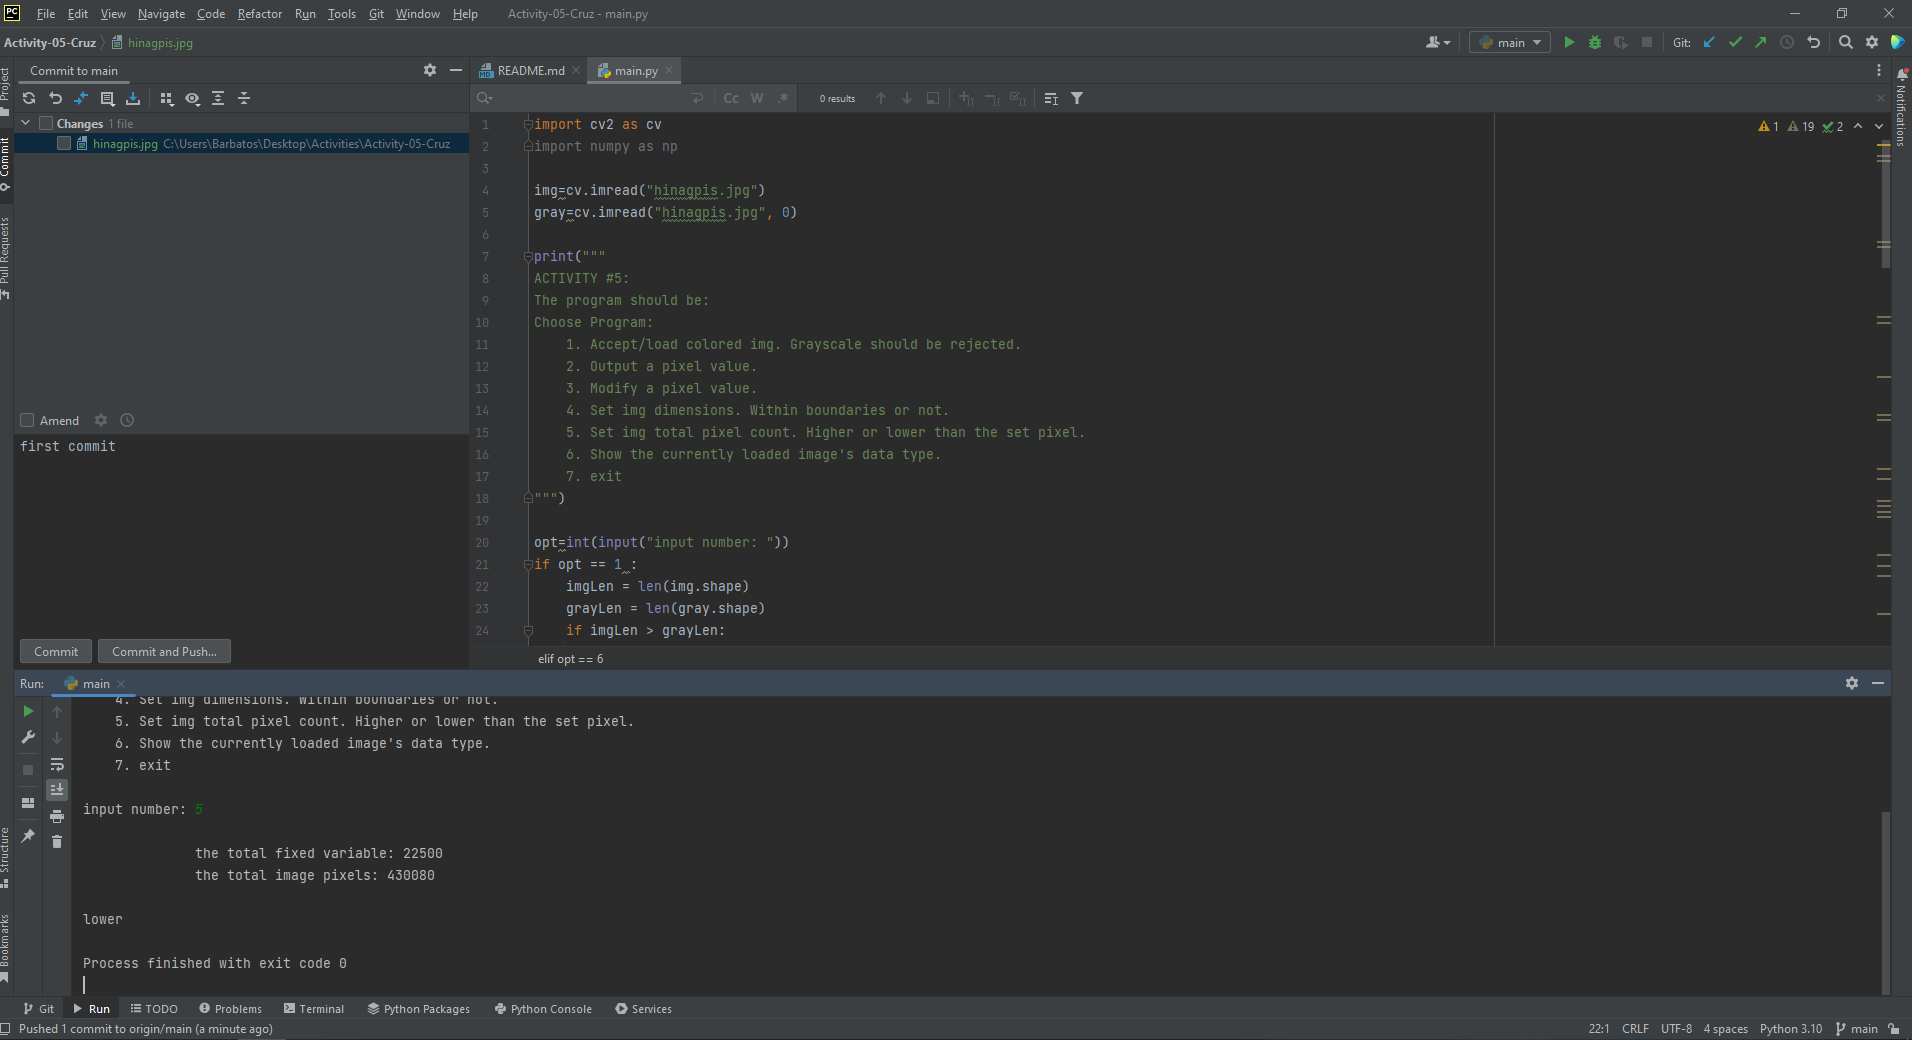 PC File Edit View Navigate Code Refactor Run Tools Git Window Help Activity-05-Cruz - main.py
Activity-05-Cruz hinagpis.jpg main Git:
Commit to main README.md main.py
Cc W .* 0 results
Changes 1 file
hinagpis.jpg C:\Users\Barbatos\Desktop\Activities\Activity-05-Cruz
Amend
first commit
Commit Commit and Push...
Project
Commit
Pull Requests
Structure
Bookmarks
Notifications
1 19 2
1 import cv2 as cv
2 import numpy as np
3
4 img=cv.imread("hinagpis.jpg")
5 gray=cv.imread("hinagpis.jpg", 0)
6
7 print("""
8 ACTIVITY #5:
9 The program should be:
10 Choose Program:
11 1. Accept/load colored img. Grayscale should be rejected.
12 2. Output a pixel value.
13 3. Modify a pixel value.
14 4. Set img dimensions. Within boundaries or not.
15 5. Set img total pixel count. Higher or lower than the set pixel.
16 6. Show the currently loaded image's data type.
17 7. exit
18 """)
19
20 opt=int(input("input number: "))
21 if opt == 1 :
22 imgLen = len(img.shape)
23 grayLen = len(gray.shape)
24 if imgLen > grayLen:
elif opt == 6
Run: main
4. Set img dimensions. Within boundaries or not.
5. Set img total pixel count. Higher or lower than the set pixel.
6. Show the currently loaded image's data type.
7. exit
input number: 5
the total fixed variable: 22500
the total image pixels: 430080
lower
Process finished with exit code 0
Git Run TODO Problems Terminal Python Packages Python Console Services
Pushed 1 commit to origin/main (a minute ago) 22:1 CRLF UTF-8 4 spaces Python 3.10 main